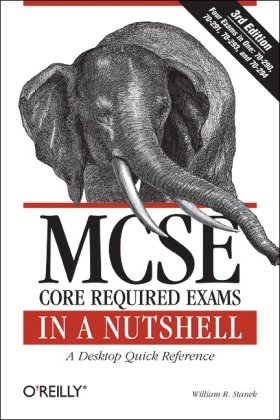 3rd Edition
Four Exams in One: 70-290,
70-291, 70-293, and 70-294
MCSE
CORE REQUIRED EXAMS
IN A NUTSHELL
A Desktop Quick Reference
O'REILLY®
William R. Stanek